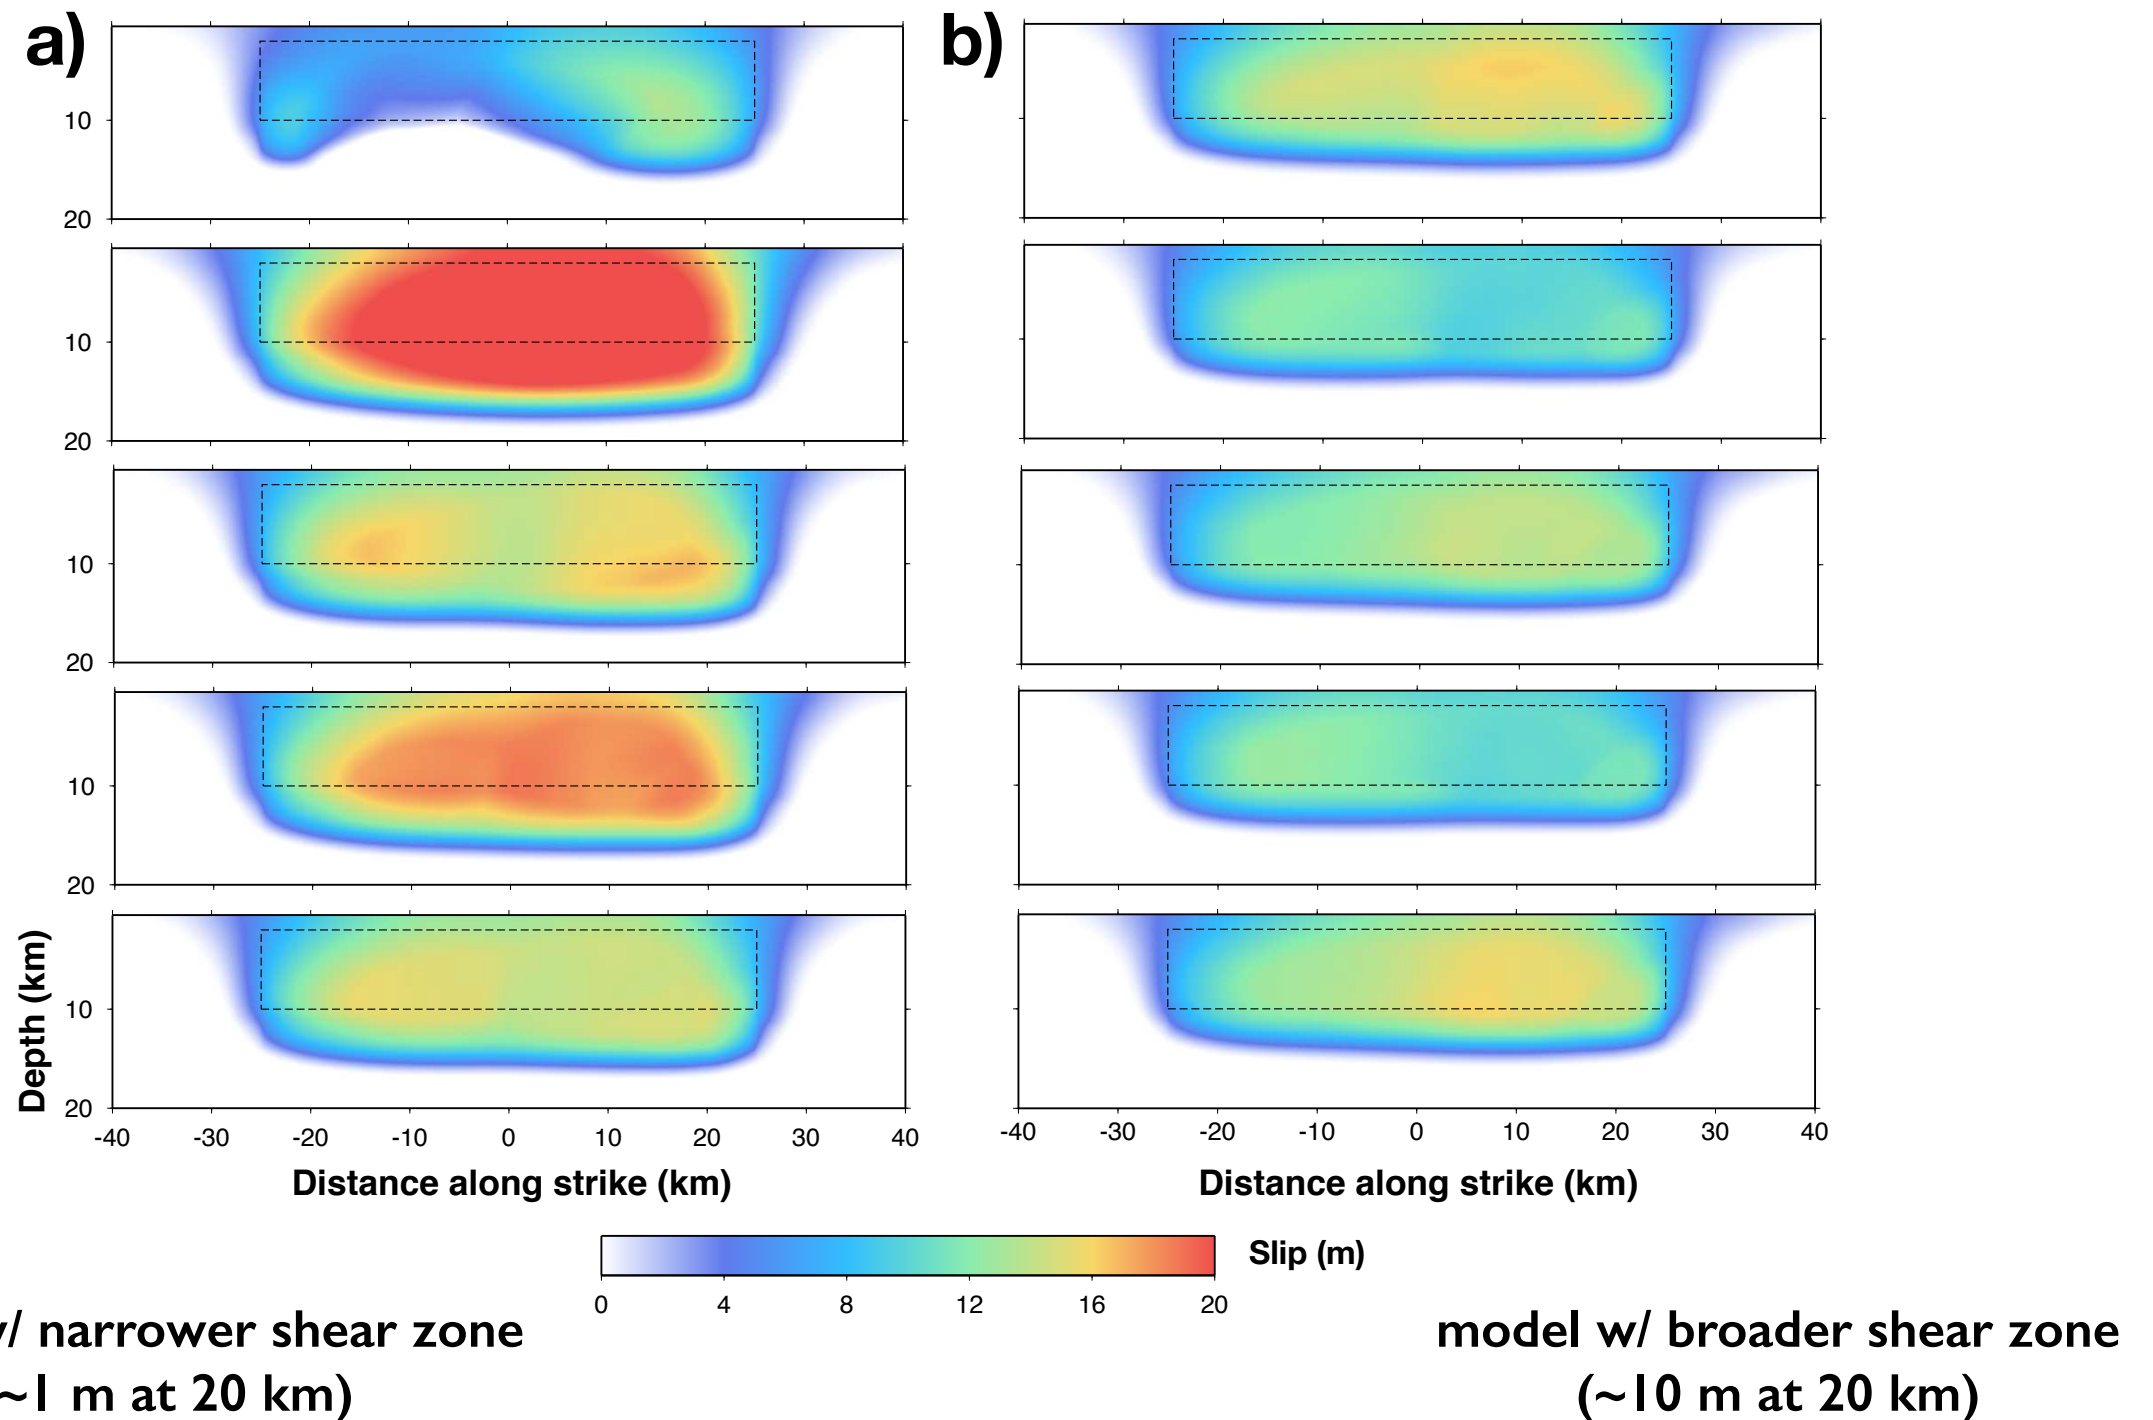 a)
b)
10
20
10
20
10
20
10
20
10
20
Depth (km)
-40 -30 -20 -10 0 10 20 30 40
-40 -30 -20 -10 0 10 20 30 40
Distance along strike (km)
Distance along strike (km)
Slip (m)
0 4 8 12 16 20
w/ narrower shear zone
~1 m at 20 km)
model w/ broader shear zone
(~10 m at 20 km)